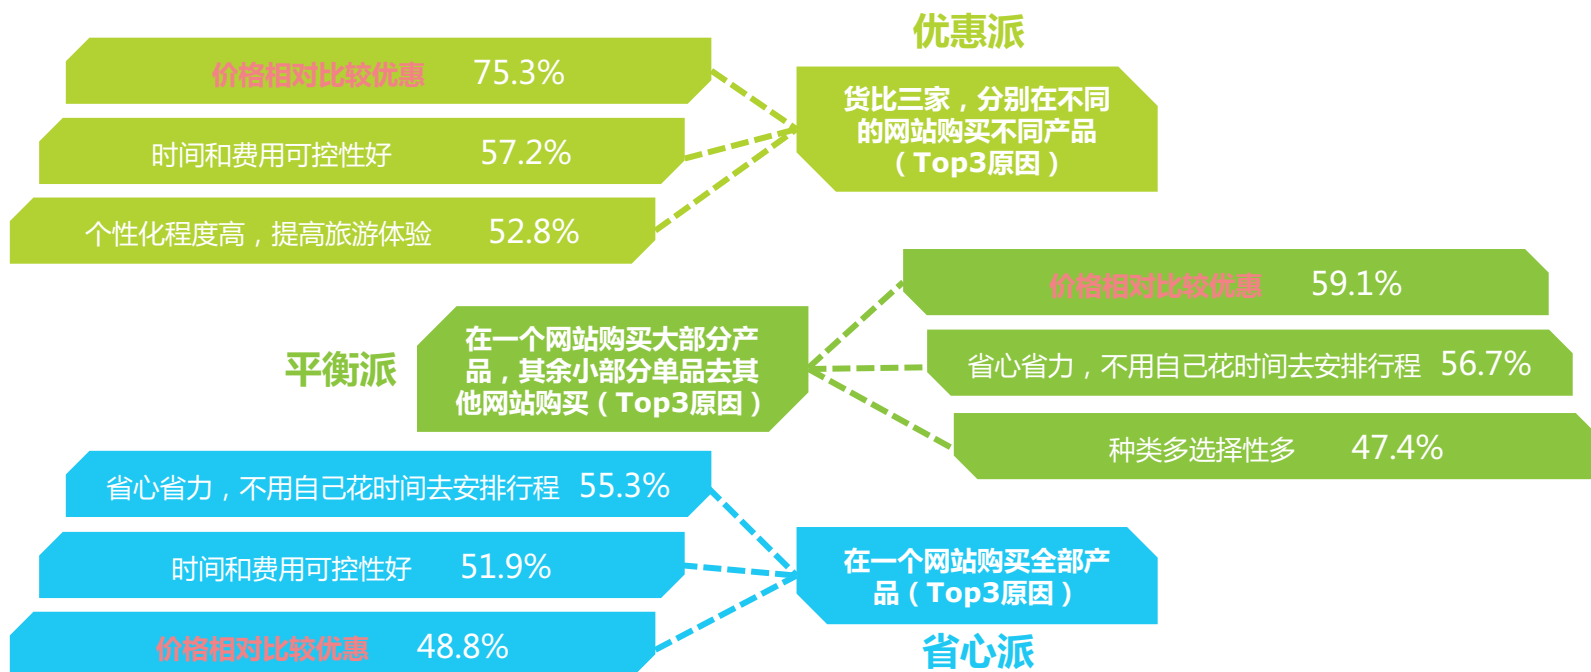 优惠派
价格相对比较优惠 75.3%
时间和费用可控性好 57.2%
个性化程度高，提高旅游体验 52.8%
货比三家，分别在不同
的网站购买不同产品
（Top3原因）
平衡派
在一个网站购买大部分产
品，其余小部分单品去其
他网站购买（Top3原因）
价格相对比较优惠 59.1%
省心省力，不用自己花时间去安排行程 56.7%
种类多选择性多 47.4%
省心省力，不用自己花时间去安排行程 55.3%
时间和费用可控性好 51.9%
价格相对比较优惠 48.8%
在一个网站购买全部产
品（Top3原因）
省心派